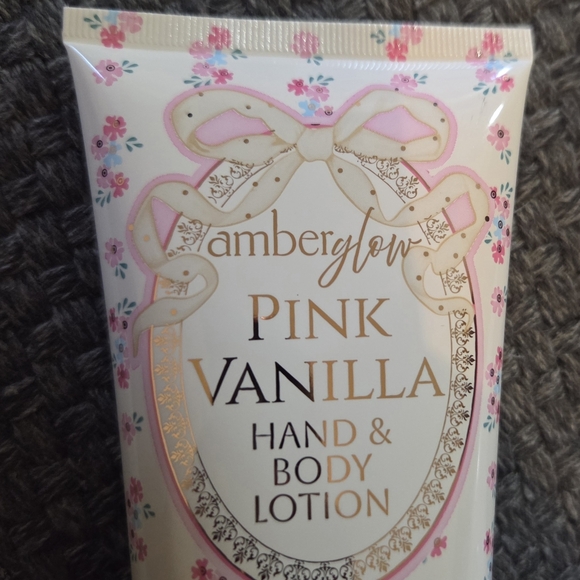 amberglow
PINK
VANILLA
HAND &
BODY
LOTION